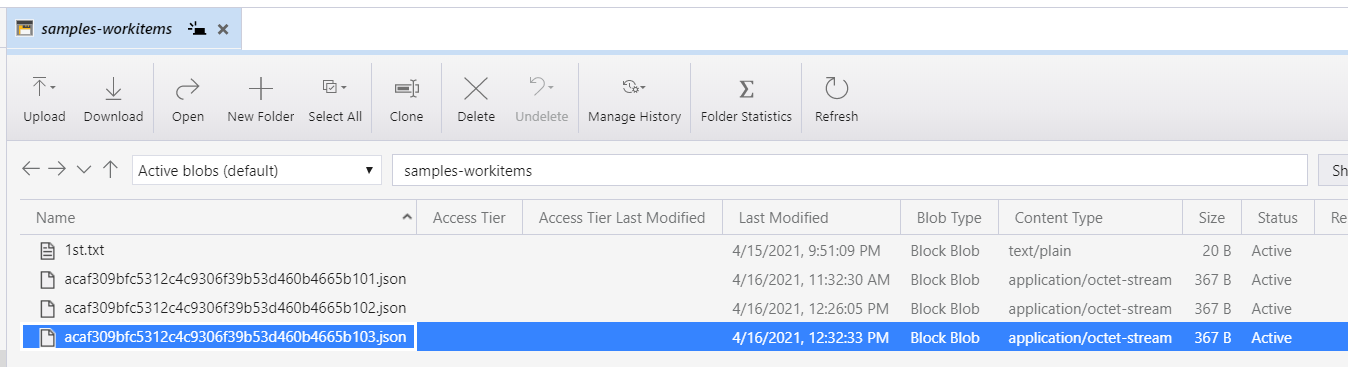 samples-workitems
Upload Download Open New Folder Select All Clone Delete Undelete Manage History Folder Statistics Refresh
Active blobs (default) samples-workitems Sh
Name Access Tier Access Tier Last Modified Last Modified Blob Type Content Type Size Status Re
1st.txt 4/15/2021, 9:51:09 PM Block Blob text/plain 20 B Active
acaf309bfc5312c4c9306f39b53d460b4665b101.json 4/16/2021, 11:32:30 AM Block Blob application/octet-stream 367 B Active
acaf309bfc5312c4c9306f39b53d460b4665b102.json 4/16/2021, 12:26:05 PM Block Blob application/octet-stream 367 B Active
acaf309bfc5312c4c9306f39b53d460b4665b103.json 4/16/2021, 12:32:33 PM Block Blob application/octet-stream 367 B Active